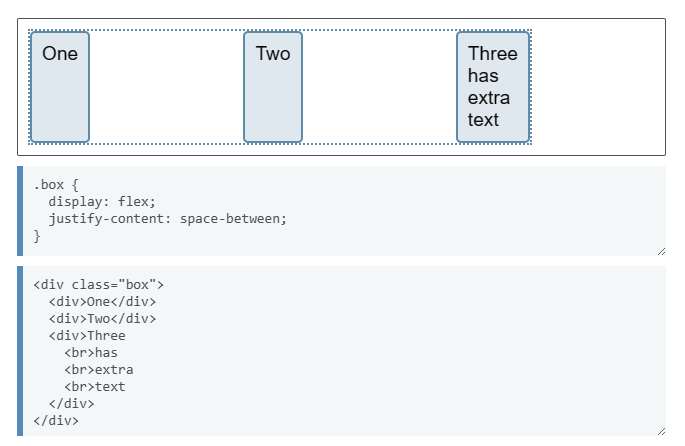 One Two Three
has
extra
text
.box {
  display: flex;
  justify-content: space-between;
}
<div class="box">
  <div>One</div>
  <div>Two</div>
  <div>Three
    <br>has
    <br>extra
    <br>text
  </div>
</div>